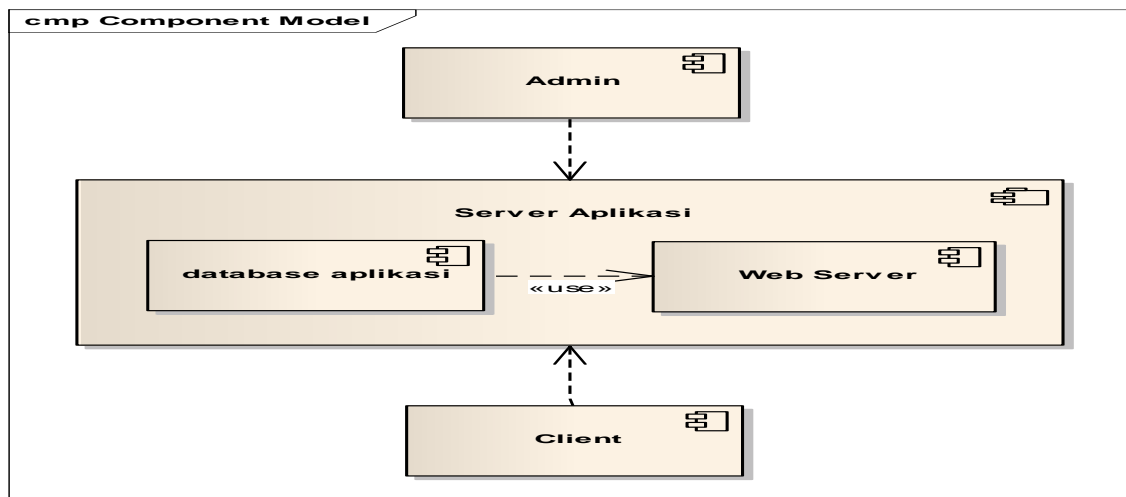 cmp Component Model
Admin
Server Aplikasi
database aplikasi
Web Server
«use»
Client